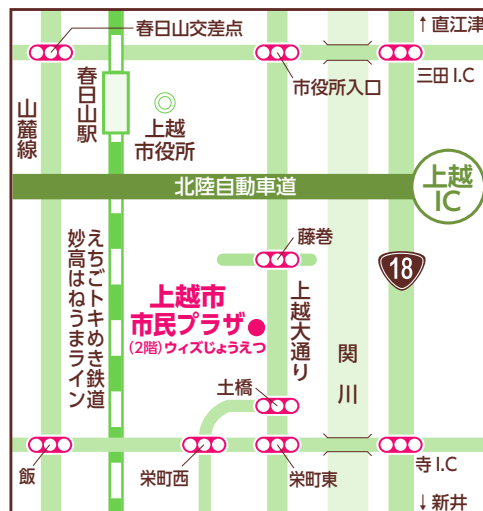 春日山交差点
↑直江津
市役所入口
三田 I.C
山麓線
春日山駅
上越
市役所
北陸自動車道
上越
IC
藤巻
18
えちごトキめき鉄道
妙高はねうまライン
上越市
市民プラザ
(2階)ウィズじょうえつ
上越大通り
関川
土橋
飯
栄町西
栄町東
寺 I.C
↓新井